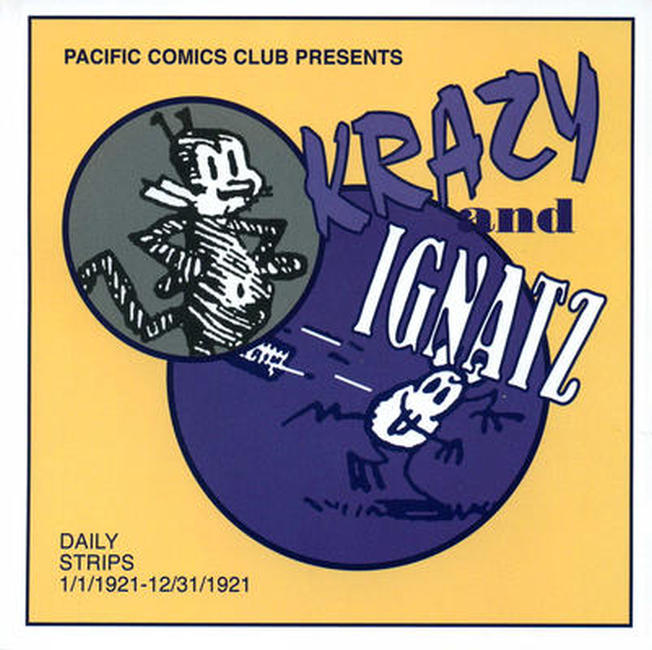 PACIFIC COMICS CLUB PRESENTS
KRAZY
and
IGNATZ
DAILY
STRIPS
1/1/1921-12/31/1921